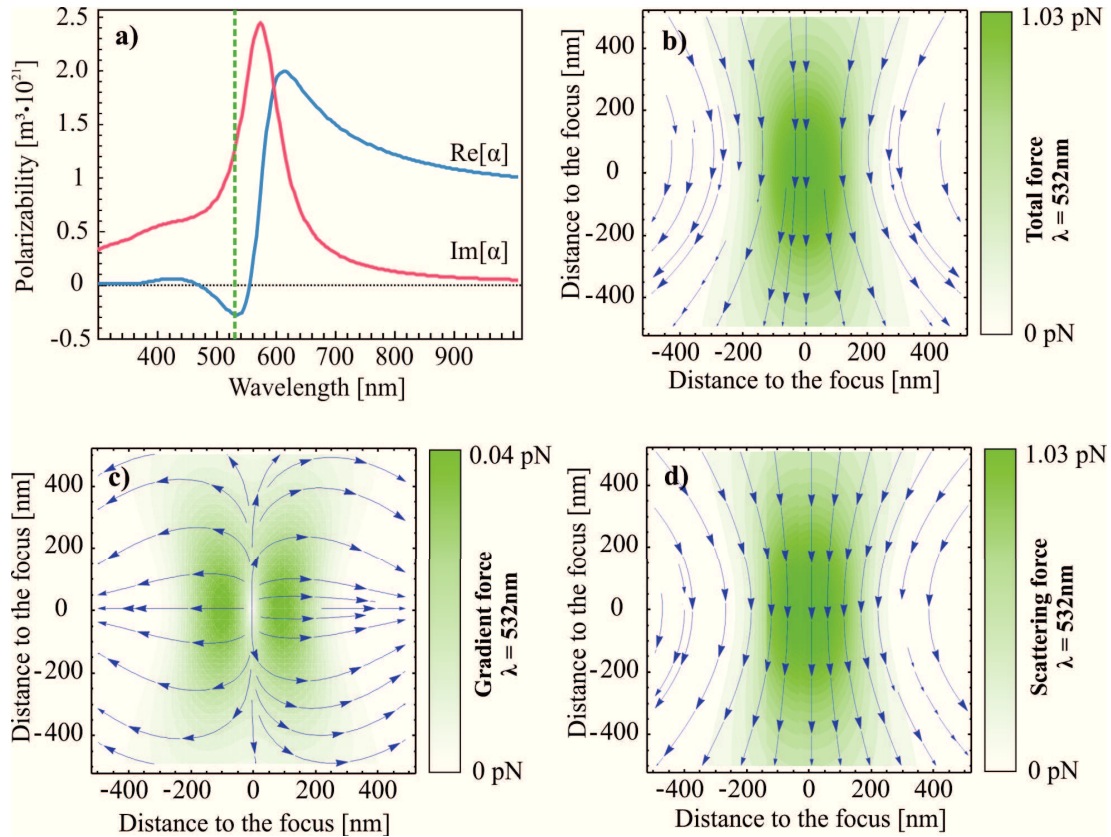 a)
2.5
2.0
1.5
1
0.5
0
-0.5
Polarizability [m³·10²¹]
Re[α]
Im[α]
400 500 600 700 800 900
Wavelength [nm]
b)
400
200
0
-200
-400
Distance to the focus [nm]
-400 -200 0 200 400
Distance to the focus [nm]
1.03 pN
Total force
λ = 532nm
0 pN
c)
400
200
0
-200
-400
Distance to the focus [nm]
-400 -200 0 200 400
Distance to the focus [nm]
0.04 pN
Gradient force
λ = 532nm
0 pN
d)
400
200
0
-200
-400
Distance to the focus [nm]
-400 -200 0 200 400
Distance to the focus [nm]
1.03 pN
Scattering force
λ = 532nm
0 pN